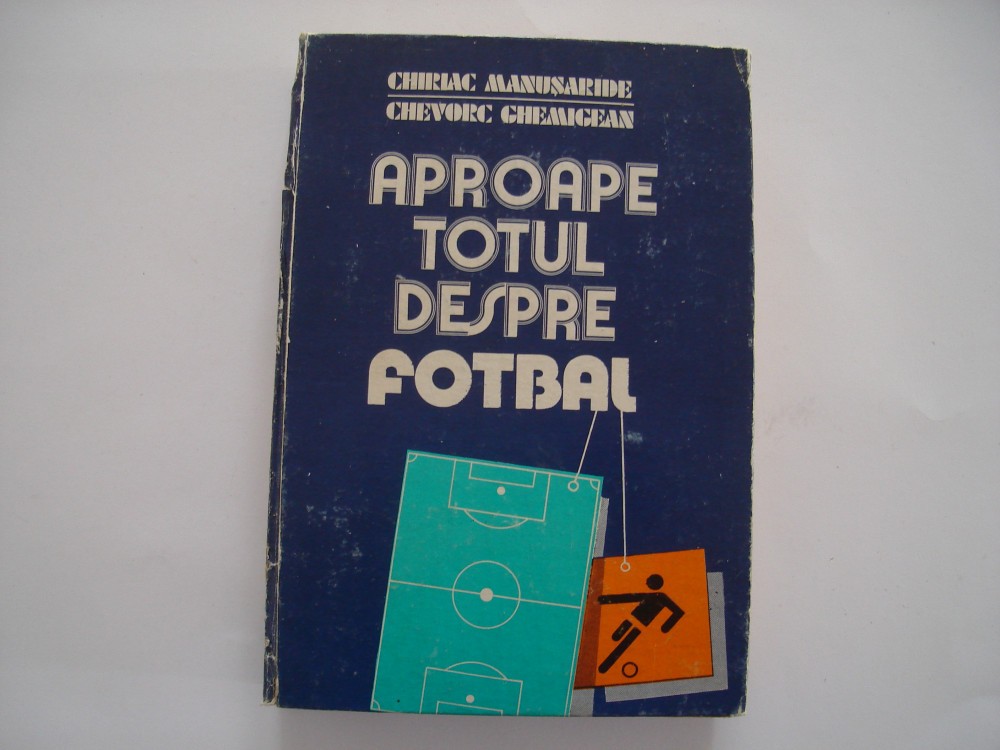 CHIRIAC MANUȘARIDE
CHEVORC GHEMIGEAN
APROAPE
TOTUL
DESPRE
FOTBAL